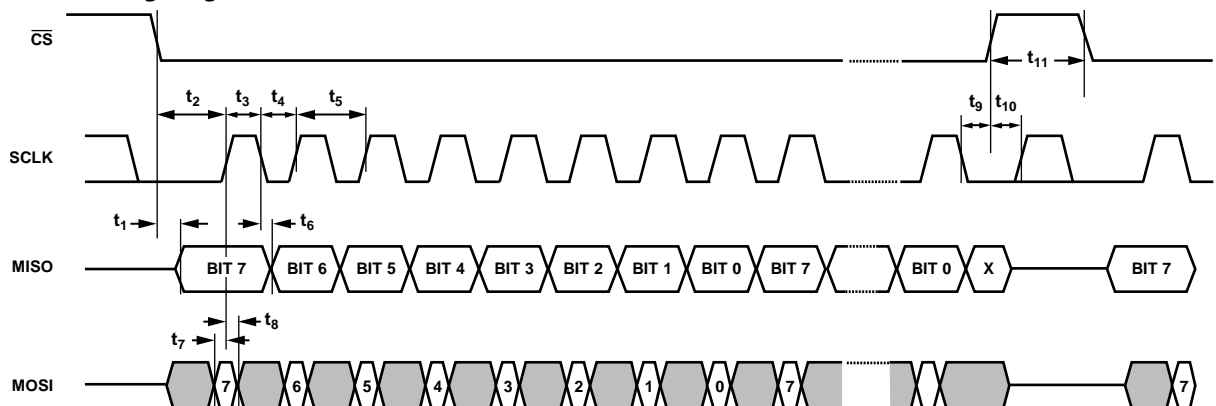 CS
t2 t3 t4 t5 t9 t10 t11
SCLK
t1 t6
MISO BIT 7 BIT 6 BIT 5 BIT 4 BIT 3 BIT 2 BIT 1 BIT 0 BIT 7 BIT 0 X BIT 7
t7 t8
MOSI 7 6 5 4 3 2 1 0 7 7